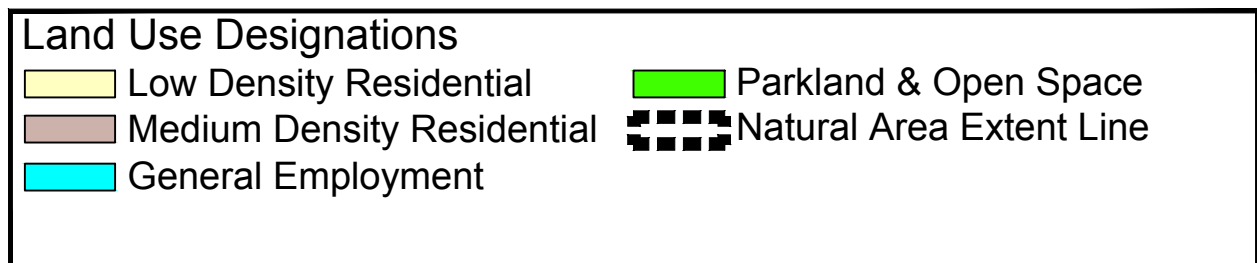 Land Use Designations
Low Density Residential
Medium Density Residential
General Employment
Parkland & Open Space
Natural Area Extent Line